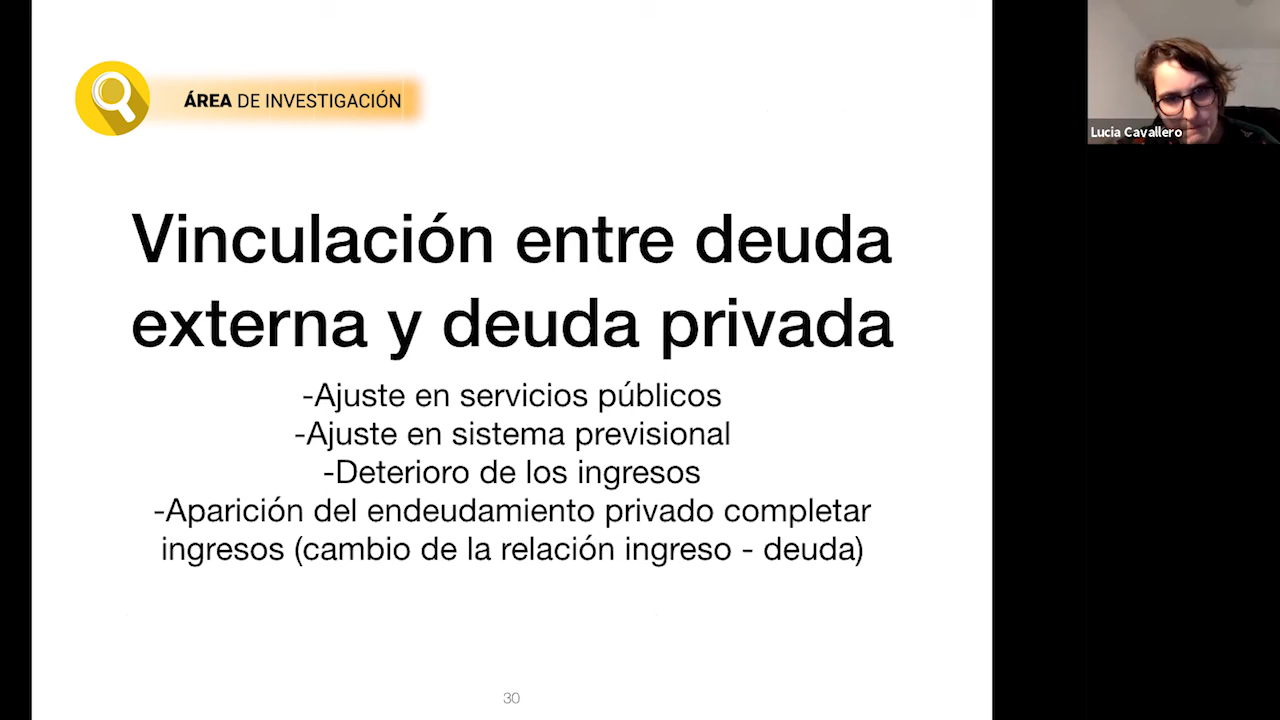 ÁREA DE INVESTIGACIÓN
Lucia Cavallero
Vinculación entre deuda
externa y deuda privada
-Ajuste en servicios públicos
-Ajuste en sistema previsional
-Deterioro de los ingresos
-Aparición del endeudamiento privado completar
ingresos (cambio de la relación ingreso - deuda)
30